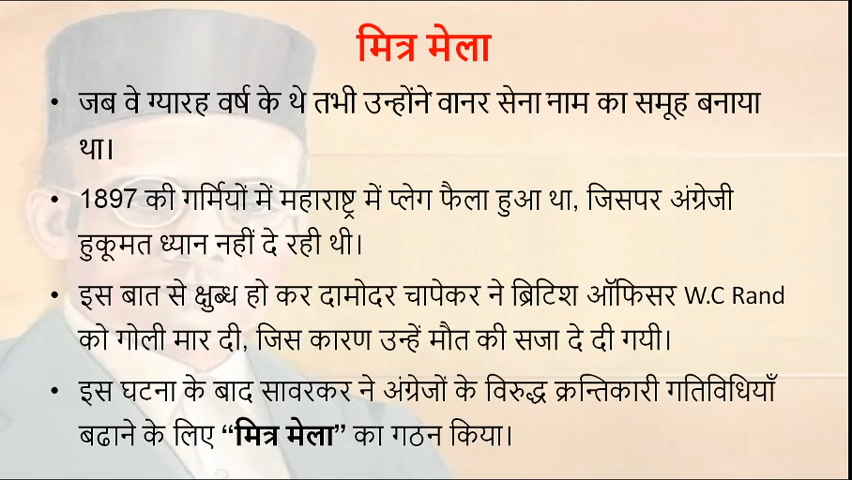 मित्र मेला
• जब वे ग्यारह वर्ष के थे तभी उन्होंने वानर सेना नाम का समूह बनाया
था।
• 1897 की गर्मियों में महाराष्ट्र में प्लेग फैला हुआ था, जिसपर अंग्रेजी
हुकूमत ध्यान नहीं दे रही थी।
• इस बात से क्षुब्ध हो कर दामोदर चापेकर ने ब्रिटिश ऑफिसर W.C Rand
को गोली मार दी, जिस कारण उन्हें मौत की सजा दे दी गयी।
• इस घटना के बाद सावरकर ने अंग्रेजों के विरुद्ध क्रन्तिकारी गतिविधियाँ
बढाने के लिए “मित्र मेला” का गठन किया।